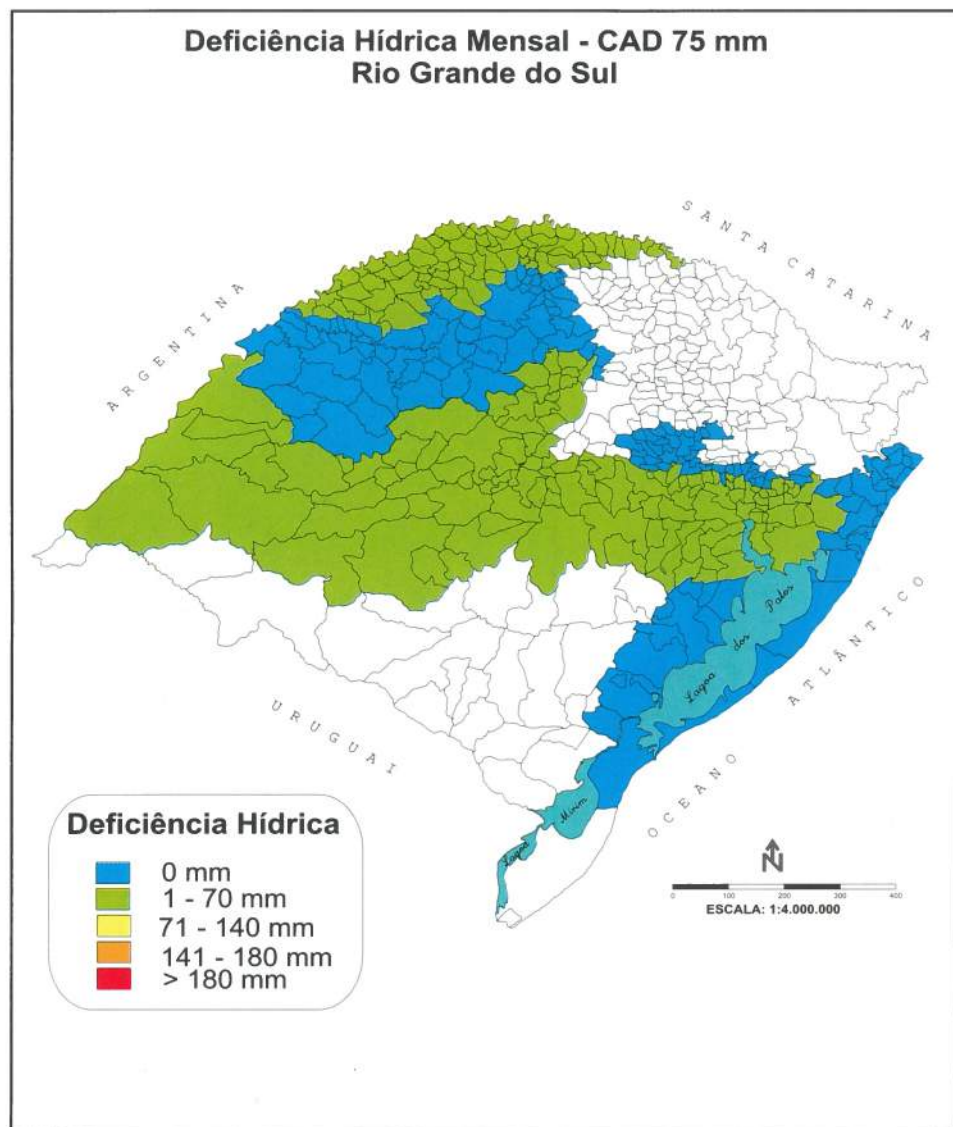 Deficiência Hídrica Mensal - CAD 75 mm
Rio Grande do Sul
SANTA CATARINA
ARGENTINA
Lagoa dos Patos
OCEANO ATLÂNTICO
URUGUAI
Lagoa Mirim
Deficiência Hídrica
0 mm
1 - 70 mm
71 - 140 mm
141 - 180 mm
> 180 mm
N
0 100 200 300 400
ESCALA: 1:4.000.000